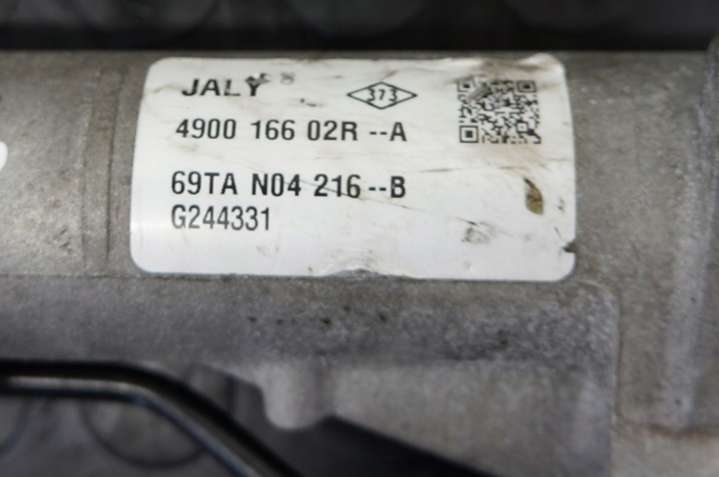 JALY
373
4900 166 02R --A
69TA N04 216--B
G244331